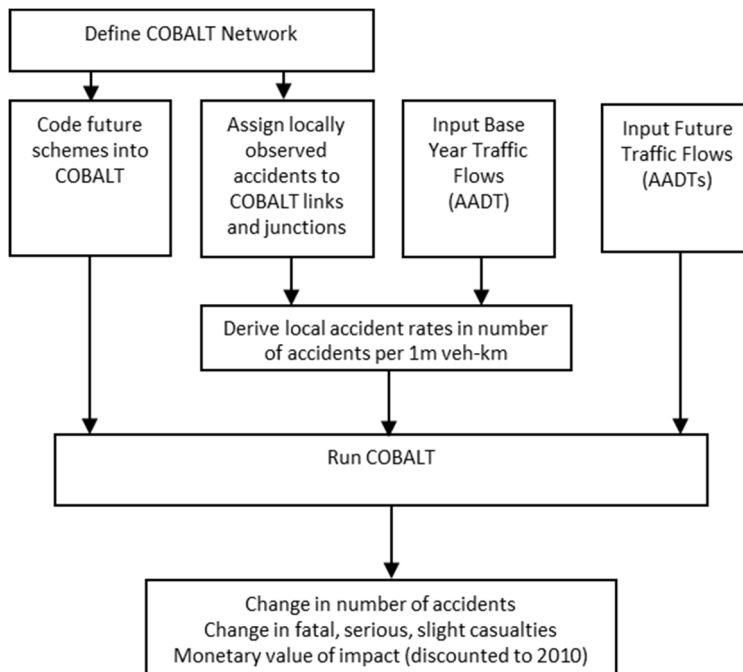 Define COBALT Network
Code future
schemes into
COBALT
Assign locally
observed
accidents to
COBALT links
and junctions
Input Base
Year Traffic
Flows
(AADT)
Input Future
Traffic Flows
(AADTs)
Derive local accident rates in number
of accidents per 1m veh-km
Run COBALT
Change in number of accidents
Change in fatal, serious, slight casualties
Monetary value of impact (discounted to 2010)